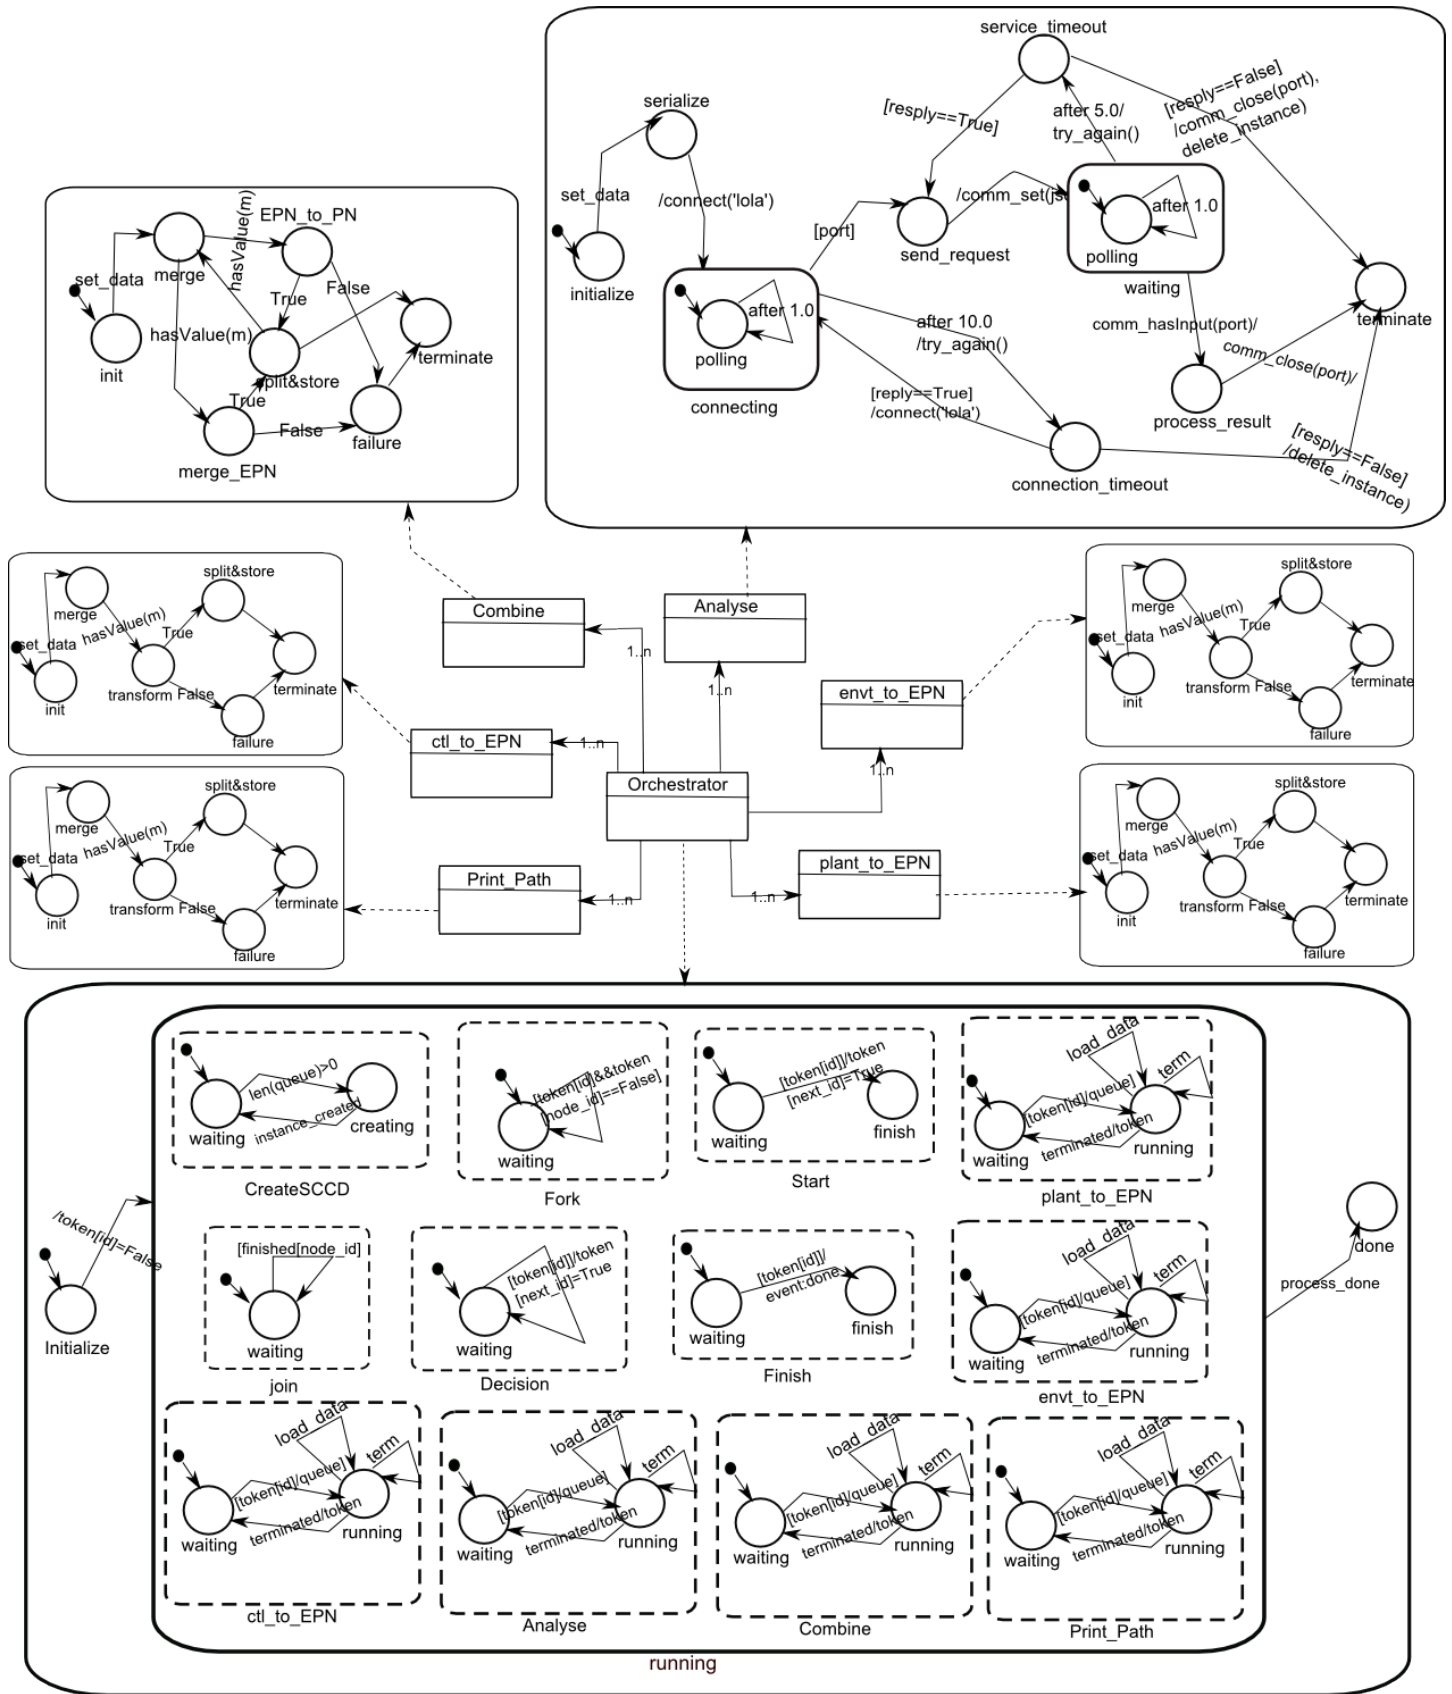 service_timeout
serialize
[resply==True]
after 5.0/
try_again()
[resply==False]
/comm_close(port),
delete_instance)
set_data
/connect('lola')
/comm_set(js
after 1.0
[port]
send_request
polling
initialize
waiting
after 1.0
polling
connecting
after 10.0
/try_again()
comm_hasInput(port)/
terminate
comm_close(port)/
[reply==True]
/connect('lola')
process_result
[resply==False]
/delete_instance)
connection_timeout
EPN_to_PN
hasValue(m)
merge
set_data
True
False
hasValue(m)
terminate
init
split&store
True
False
failure
merge_EPN
split&store
merge
hasValue(m)
True
set_data
transform
False
terminate
init
failure
Combine
Analyse
1..n
1..n
envt_to_EPN
1..n
ctl_to_EPN
1..n
Orchestrator
split&store
merge
hasValue(m)
True
set_data
transform
False
terminate
init
failure
split&store
merge
hasValue(m)
True
set_data
transform
False
terminate
init
failure
Print_Path
1..n
plant_to_EPN
1..n
split&store
merge
hasValue(m)
True
set_data
transform
False
terminate
init
failure
len(queue)>0
instance_created
waiting
creating
CreateSCCD
[token[id]&&token
[node_id]==False]
waiting
Fork
[token[id]]/token
[next_id]=True
waiting
finish
Start
load_data
term
[token[id]/queue]
terminated/token
waiting
running
plant_to_EPN
/token[id]=False
Initialize
[finished[node_id]
waiting
join
[token[id]]/token
[next_id]=True
waiting
Decision
[token[id]]/
event:done
waiting
finish
Finish
load_data
term
[token[id]/queue]
terminated/token
waiting
running
envt_to_EPN
done
process_done
load_data
term
[token[id]/queue]
terminated/token
waiting
running
ctl_to_EPN
load_data
term
[token[id]/queue]
terminated/token
waiting
running
Analyse
load_data
term
[token[id]/queue]
terminated/token
waiting
running
Combine
load_data
term
[token[id]/queue]
terminated/token
waiting
running
Print_Path
running